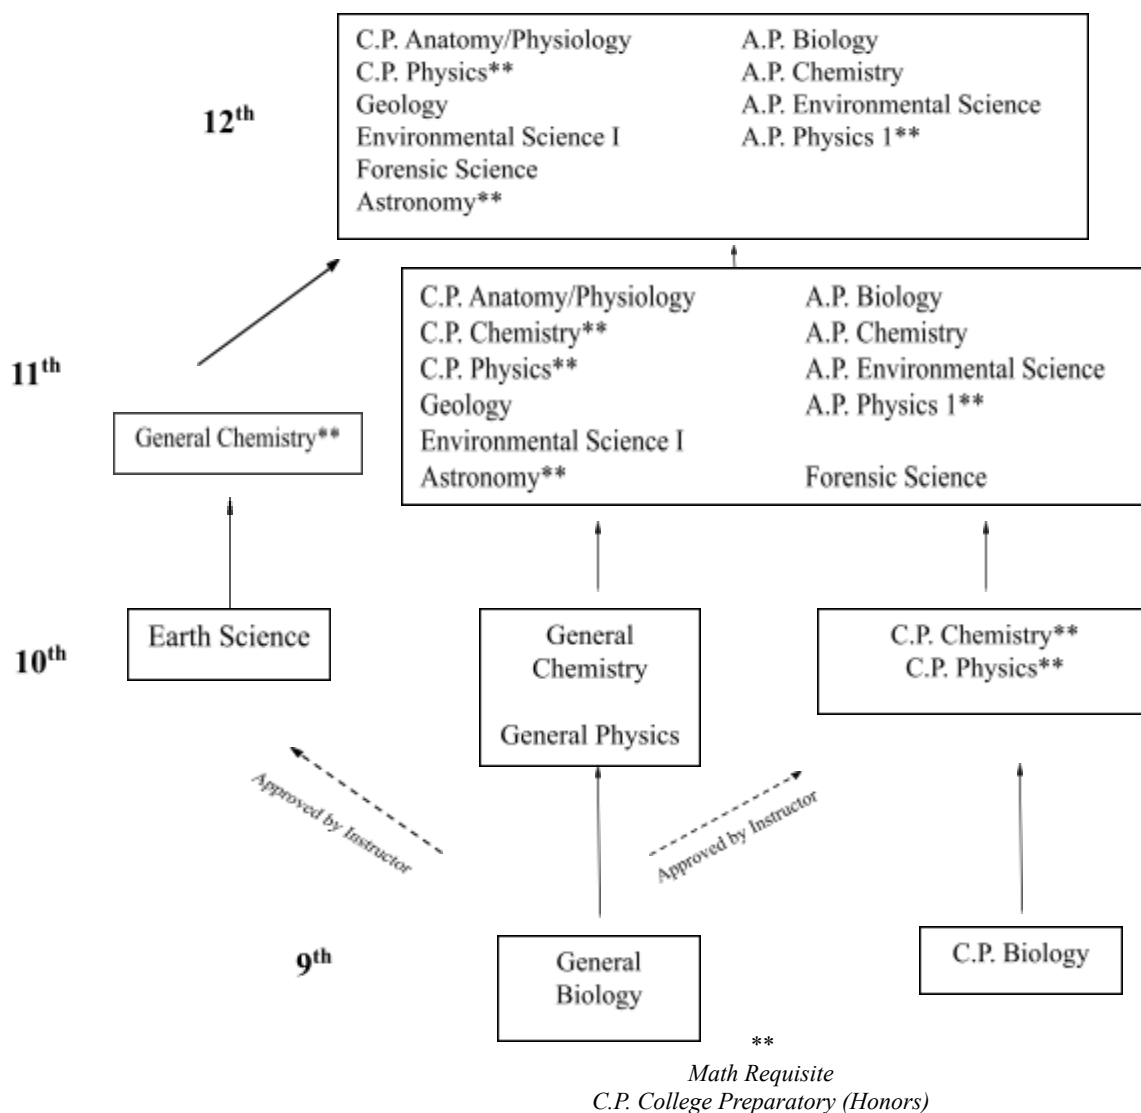 C.P. Anatomy/Physiology A.P. Biology
C.P. Physics** A.P. Chemistry
12th
Geology A.P. Environmental Science
Environmental Science I A.P. Physics 1**
Forensic Science
Astronomy**
C.P. Anatomy/Physiology A.P. Biology
C.P. Chemistry** A.P. Chemistry
11th
C.P. Physics** A.P. Environmental Science
Geology A.P. Physics 1**
General Chemistry**
Environmental Science I
Astronomy** Forensic Science
10th
Earth Science
General
Chemistry
General Physics
C.P. Chemistry**
C.P. Physics**
Approved by Instructor
Approved by Instructor
9th
General
Biology
C.P. Biology
**
Math Requisite
C.P. College Preparatory (Honors)